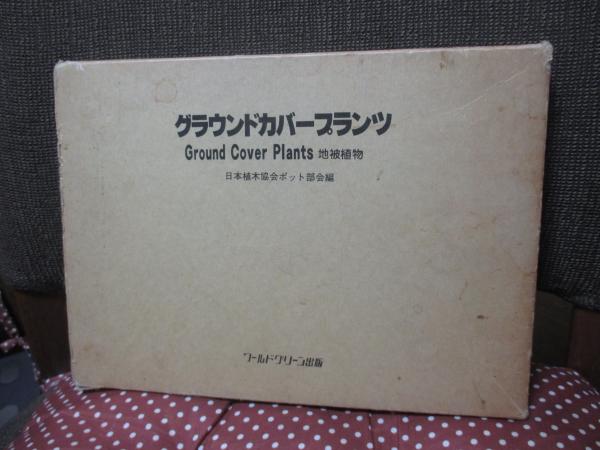 グラウンドカバープランツ
Ground Cover Plants 地被植物
日本植木協会ポット部会編
ワールドグリーン出版